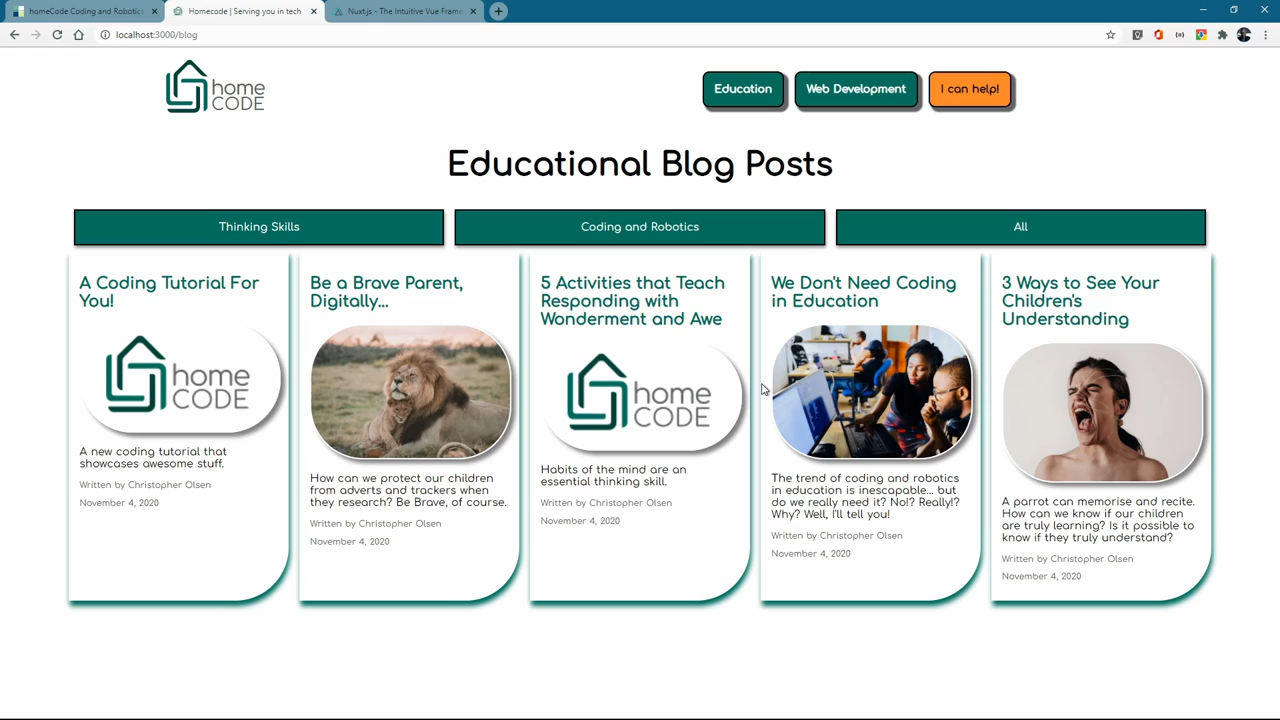 homeCode Coding and Robotics
Homecode | Serving you in tech
Nuxt.js - The Intuitive Vue Frame
localhost:3000/blog
home
CODE
Education
Web Development
I can help!
Educational Blog Posts
Thinking Skills
Coding and Robotics
All
A Coding Tutorial For
You!
home
CODE
A new coding tutorial that
showcases awesome stuff.
Written by Christopher Olsen
November 4, 2020
Be a Brave Parent,
Digitally...
How can we protect our children
from adverts and trackers when
they research? Be Brave, of course.
Written by Christopher Olsen
November 4, 2020
5 Activities that Teach
Responding with
Wonderment and Awe
home
CODE
Habits of the mind are an
essential thinking skill.
Written by Christopher Olsen
November 4, 2020
We Don't Need Coding
in Education
The trend of coding and robotics
in education is inescapable... but
do we really need it? No!? Really!?
Why? Well, I'll tell you!
Written by Christopher Olsen
November 4, 2020
3 Ways to See Your
Children's
Understanding
A parrot can memorise and recite.
How can we know if our children
are truly learning? Is it possible to
know if they truly understand?
Written by Christopher Olsen
November 4, 2020